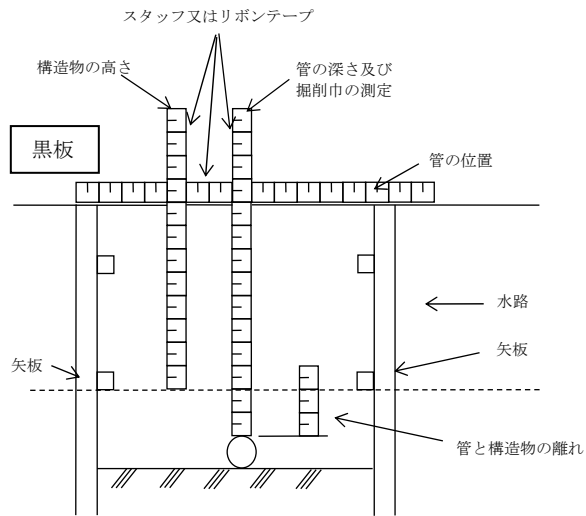 スタッフ又はリボンテープ
構造物の高さ
管の深さ及び
掘削巾の測定
黒板
管の位置
水路
矢板
矢板
管と構造物の離れ